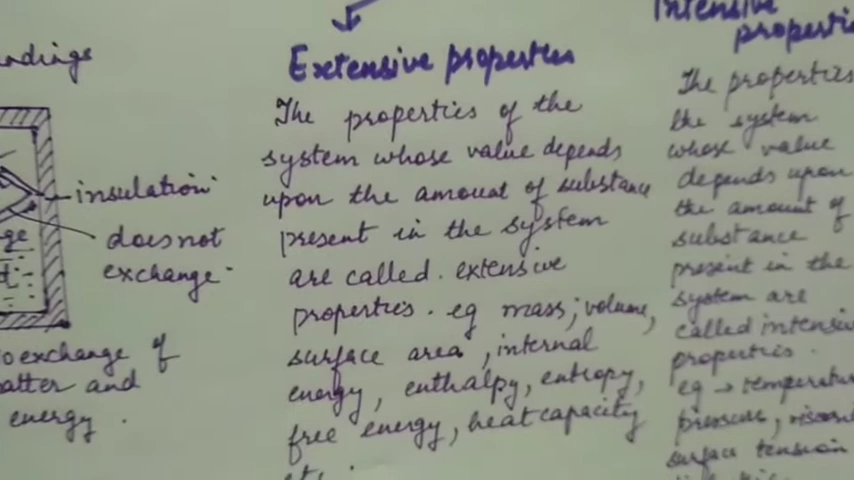 Extensive properties
The properties of the
system whose value depends
upon the amount of substance
present in the system
are called. extensive
properties. eg mass, volume,
surface area, internal
energy, enthalpy, entropy,
free energy, heat capacity
etc.
Intensive
properties
The properties
the system
whose value
depends upon
the amount of
substance
present in the
system are
called intensive
properties.
eg → temperature
pressure, viscosi
surface tension
insulation
does not
exchange
exchange of
matter and
energy.